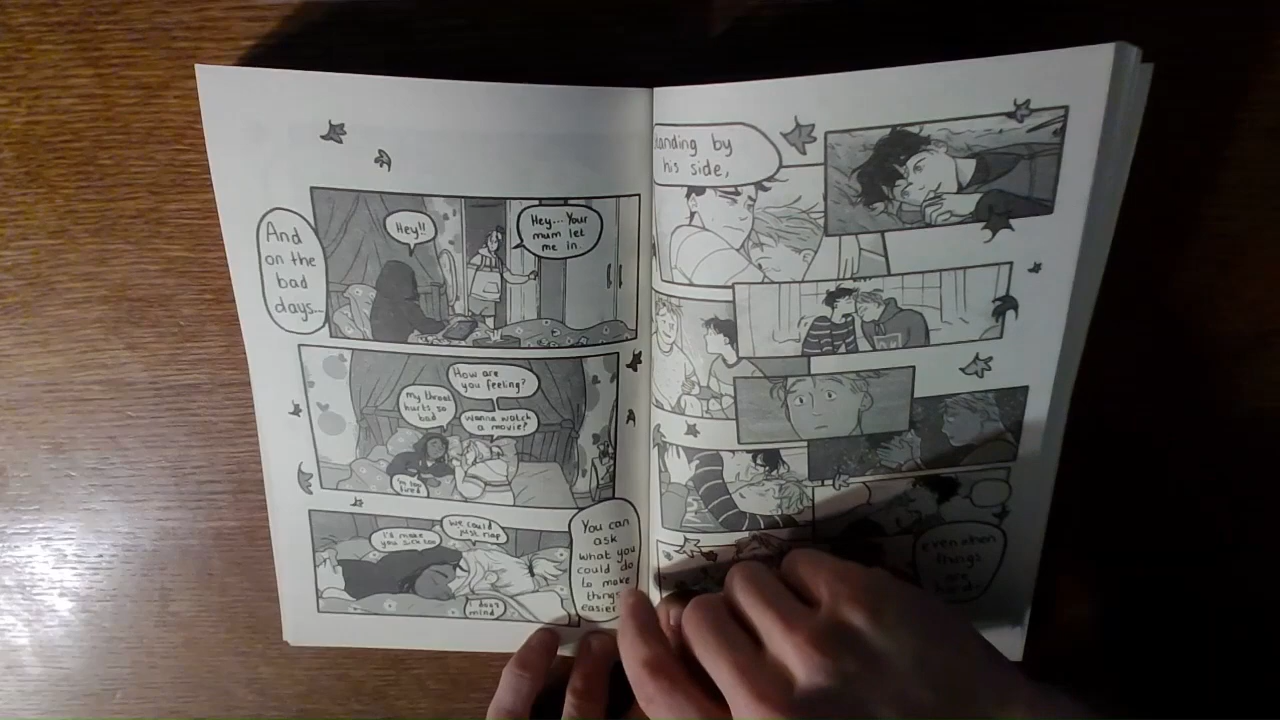 And
on the
bad
days...
Hey!!
Hey... Your
mum let
me in.
How are
you feeling?
my throat
hurts so
bad
wanna watch
a movie?
I'm too
tired
we could
just nap
I'd make
you sick too
I don't
mind
You can
ask
what you
could do
to make
things
easier
standing by
his side,
even when
things
are
hard